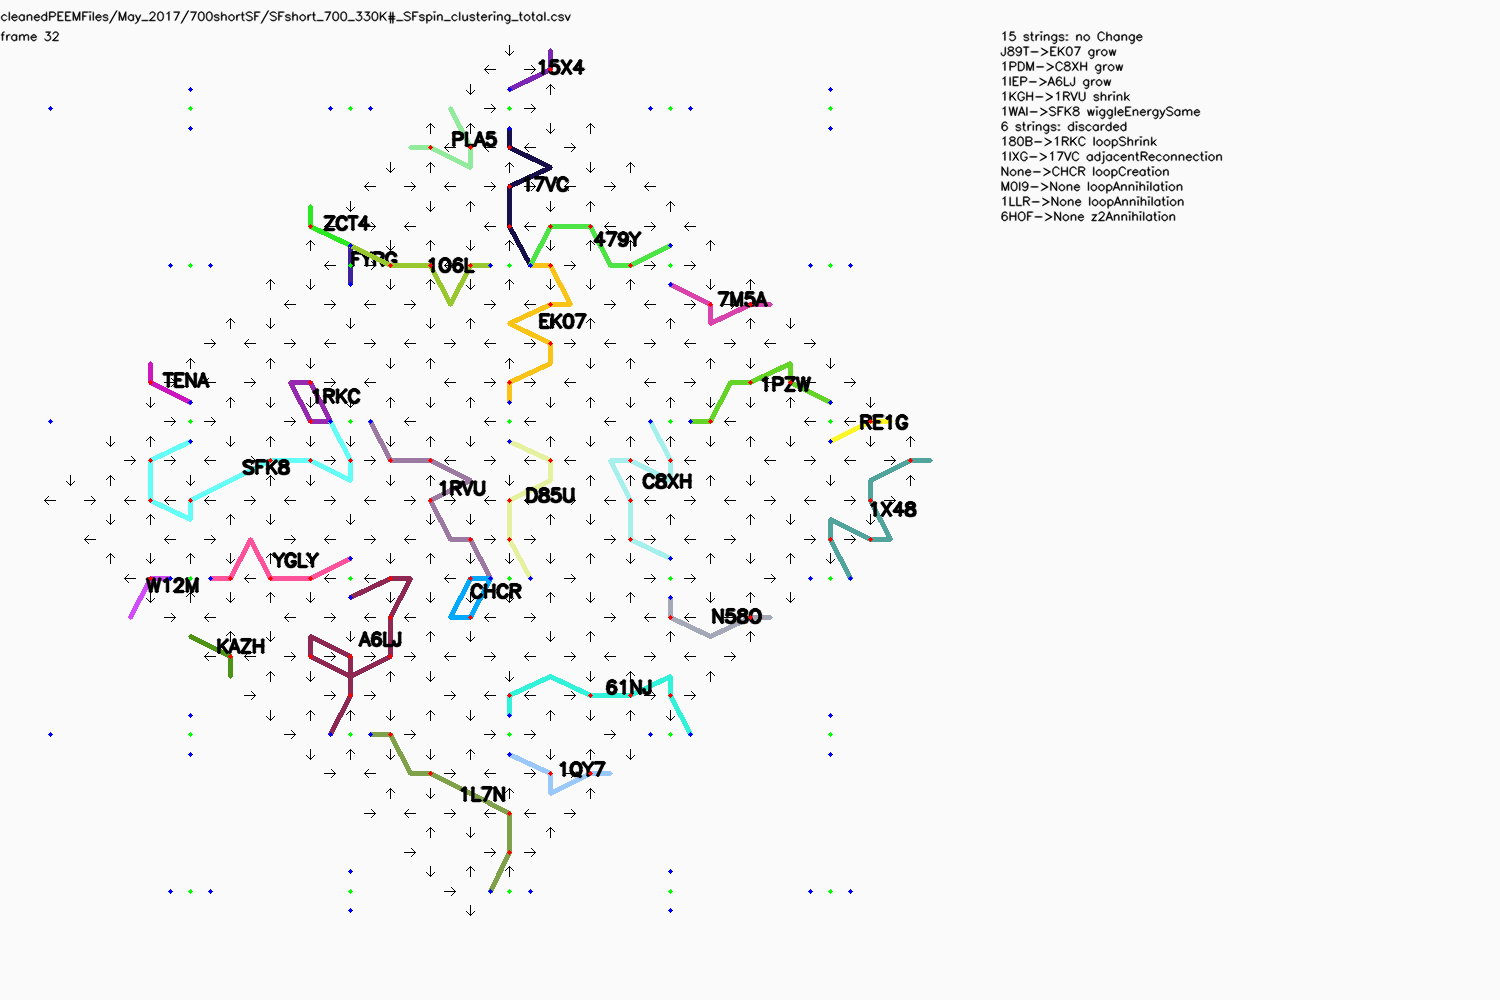 cleanedPEEMFiles/May_2017/700shortSF/SFshort_700_330K#_SFspin_clustering_total.csv
frame 32
15 strings: no Change
J89T->EK07 grow
1PDM->C8XH grow
1IEP->A6LJ grow
1KGH->1RVU shrink
1WAI->SFK8 wiggleEnergySame
6 strings: discarded
180B->1RKC loopShrink
1IXG->17VC adjacentReconnection
None->CHCR loopCreation
M0I9->None loopAnnihilation
1LLR->None loopAnnihilation
6HOF->None z2Annihilation
15X4
PLA5
17VC
ZCT4
479Y
FYRG
1O6L
7M5A
EK07
TENA
1RKC
1PZW
RE1G
SFK8
1RVU
D85U
C8XH
1X48
YGLY
W12M
CHCR
N58O
KAZH
A6LJ
61NJ
1QY7
1L7N